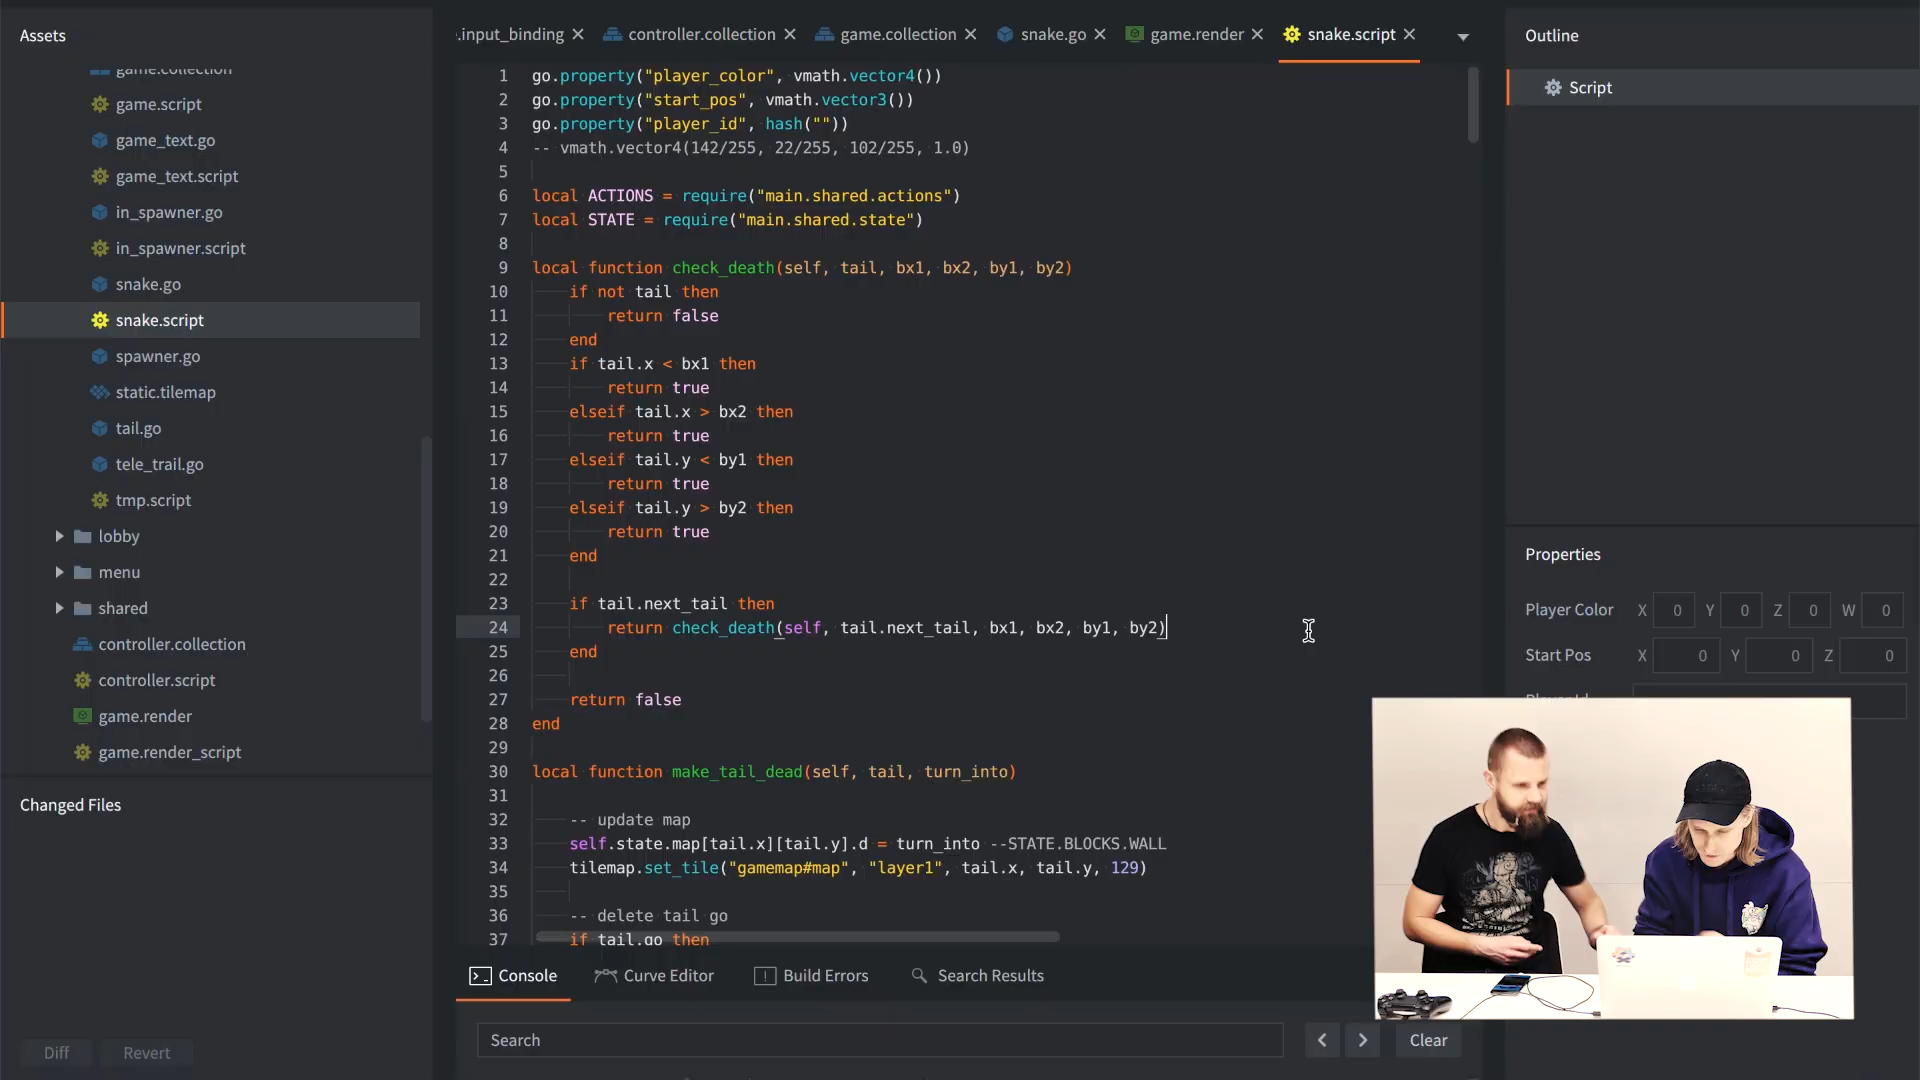 Assets
game.collection
game.script
game_text.go
game_text.script
in_spawner.go
in_spawner.script
snake.go
snake.script
spawner.go
static.tilemap
tail.go
tele_trail.go
tmp.script
lobby
menu
shared
controller.collection
controller.script
game.render
game.render_script
Changed Files
Diff Revert
.input_binding controller.collection game.collection snake.go game.render snake.script
1 go.property("player_color", vmath.vector4())
2 go.property("start_pos", vmath.vector3())
3 go.property("player_id", hash(""))
4 -- vmath.vector4(142/255, 22/255, 102/255, 1.0)
5
6 local ACTIONS = require("main.shared.actions")
7 local STATE = require("main.shared.state")
8
9 local function check_death(self, tail, bx1, bx2, by1, by2)
10 if not tail then
11 return false
12 end
13 if tail.x < bx1 then
14 return true
15 elseif tail.x > bx2 then
16 return true
17 elseif tail.y < by1 then
18 return true
19 elseif tail.y > by2 then
20 return true
21 end
22
23 if tail.next_tail then
24 return check_death(self, tail.next_tail, bx1, bx2, by1, by2)
25 end
26
27 return false
28 end
29
30 local function make_tail_dead(self, tail, turn_into)
31
32 -- update map
33 self.state.map[tail.x][tail.y].d = turn_into --STATE.BLOCKS.WALL
34 tilemap.set_tile("gamemap#map", "layer1", tail.x, tail.y, 129)
35
36 -- delete tail go
37 if tail.go then
Console Curve Editor Build Errors Search Results
Search
Clear
Outline
Script
Properties
Player Color X 0 Y 0 Z 0 W 0
Start Pos X 0 Y 0 Z 0